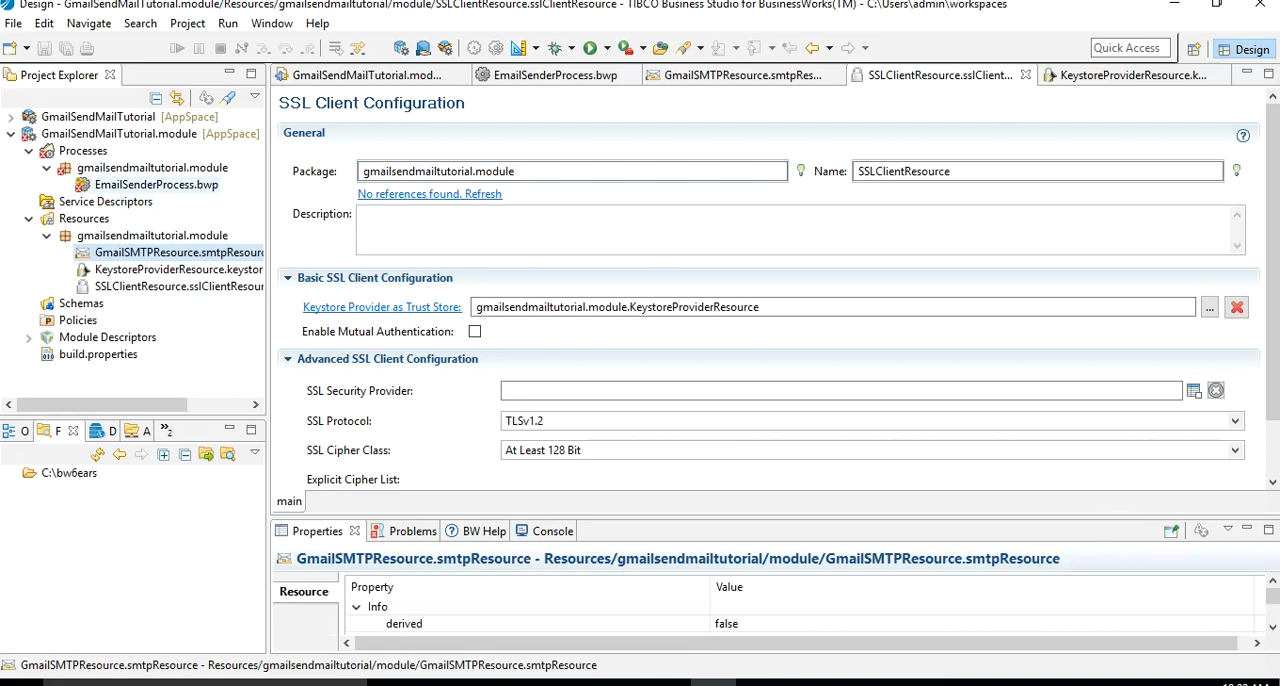 Design - GmailSendMailTutorial.module/Resources/gmailsendmailtutorial/module/SSLClientResource.sslClientResource - TIBCO Business Studio for BusinessWorks(TM) - C:\Users\admin\workspaces
File Edit Navigate Search Project Run Window Help
Quick Access
Design
Project Explorer
GmailSendMailTutorial.mod...
EmailSenderProcess.bwp
GmailSMTPResource.smtpRes...
SSLClientResource.sslClient...
KeystoreProviderResource.k...
GmailSendMailTutorial [AppSpace]
GmailSendMailTutorial.module [AppSpace]
Processes
gmailsendmailtutorial.module
EmailSenderProcess.bwp
Service Descriptors
Resources
gmailsendmailtutorial.module
GmailSMTPResource.smtpResourc
KeystoreProviderResource.keystor
SSLClientResource.sslClientResour
Schemas
Policies
Module Descriptors
build.properties
O F D A »2
C:\bw6ears
SSL Client Configuration
General
Package: gmailsendmailtutorial.module
Name: SSLClientResource
No references found. Refresh
Description:
Basic SSL Client Configuration
Keystore Provider as Trust Store: gmailsendmailtutorial.module.KeystoreProviderResource
...
Enable Mutual Authentication:
Advanced SSL Client Configuration
SSL Security Provider:
SSL Protocol: TLSv1.2
SSL Cipher Class: At Least 128 Bit
Explicit Cipher List:
main
Properties Problems BW Help Console
GmailSMTPResource.smtpResource - Resources/gmailsendmailtutorial/module/GmailSMTPResource.smtpResource
Resource
Property Value
Info
derived false
GmailSMTPResource.smtpResource - Resources/gmailsendmailtutorial/module/GmailSMTPResource.smtpResource